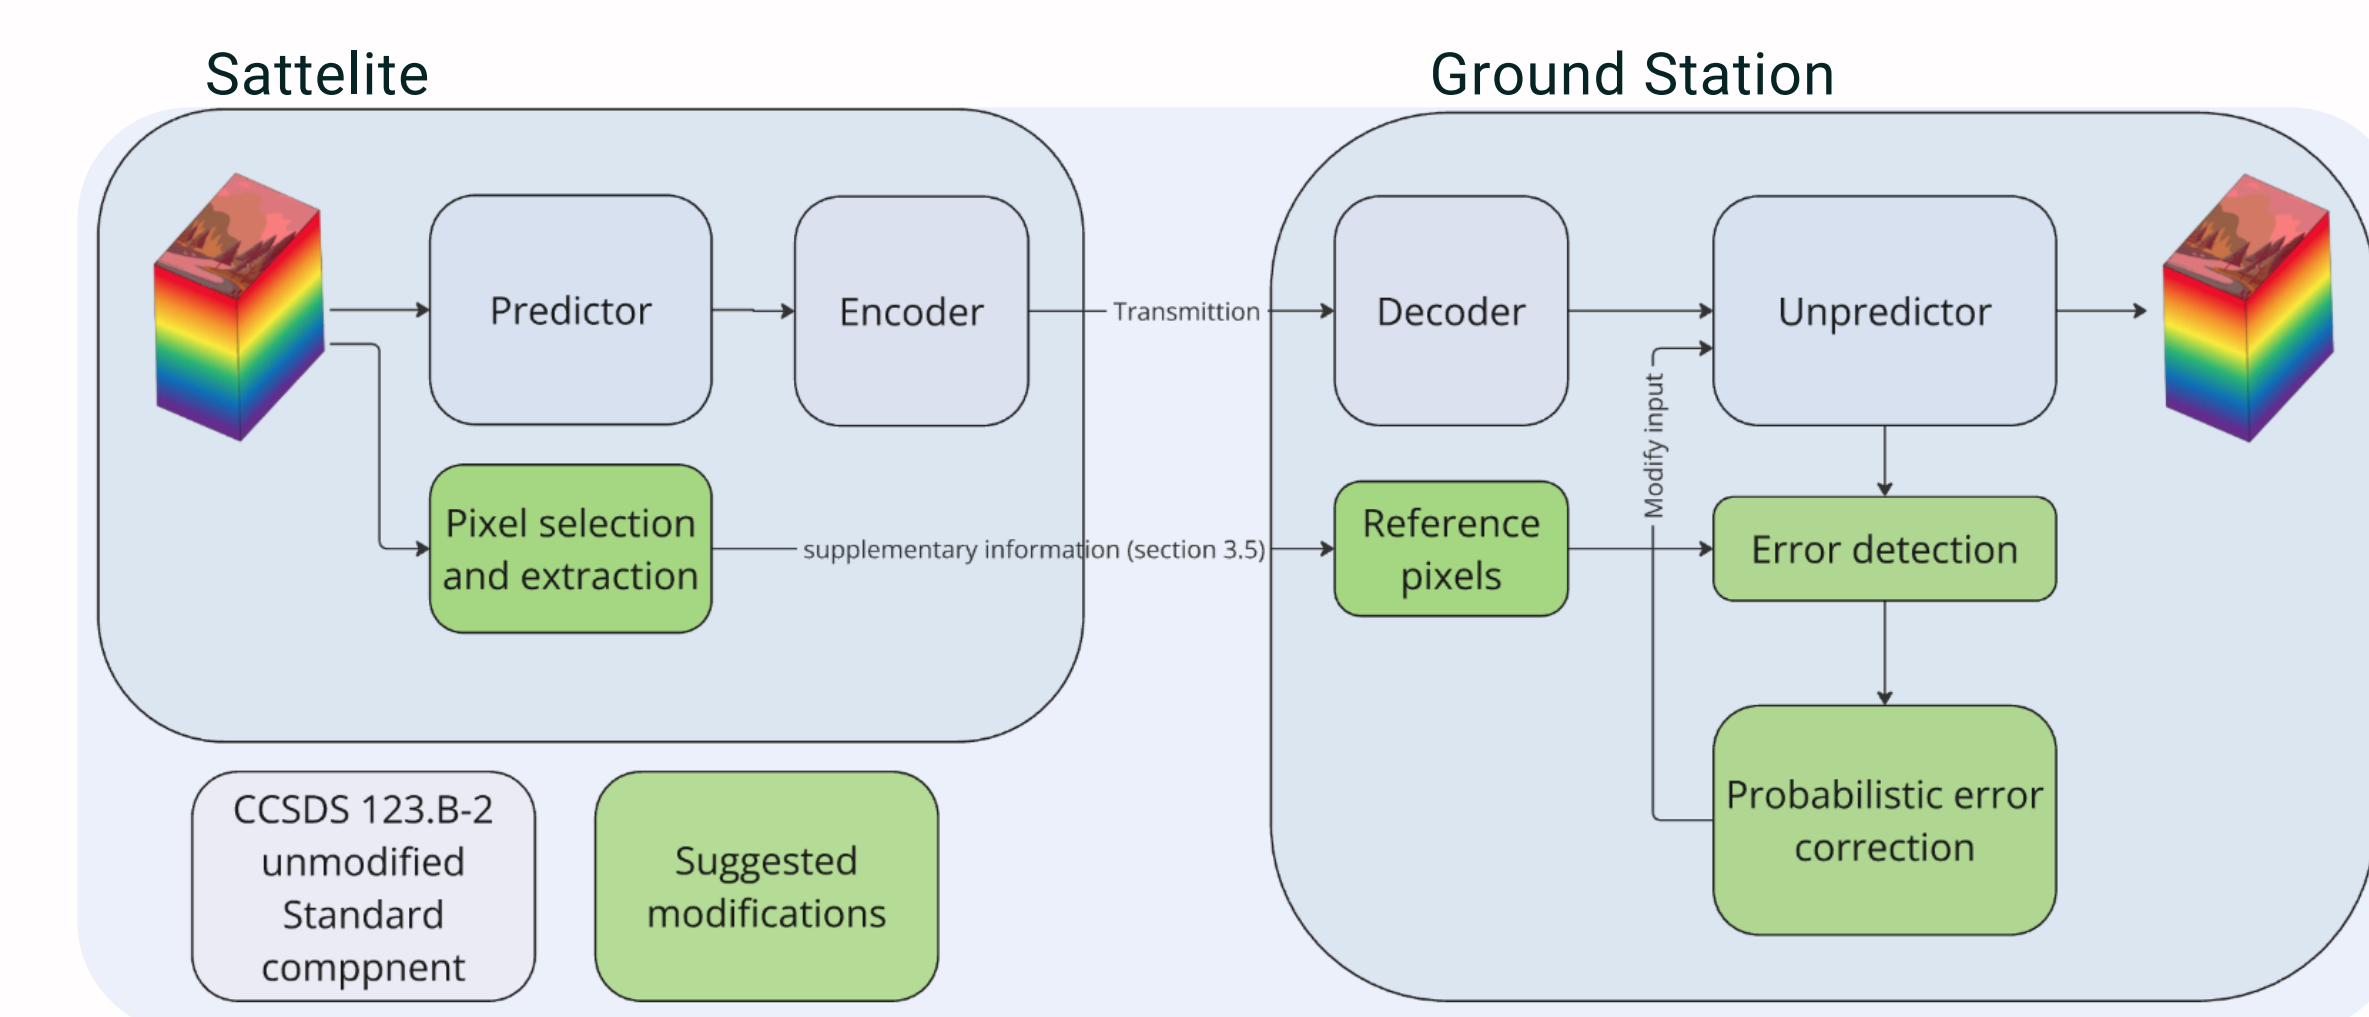 Sattelite
Ground Station
Predictor
Encoder
Transmittion
Decoder
Unpredictor
Modify input
Pixel selection
and extraction
supplementary information (section 3.5)
Reference
pixels
Error detection
Probabilistic error
correction
CCSDS 123.B-2
unmodified
Standard
comppnent
Suggested
modifications